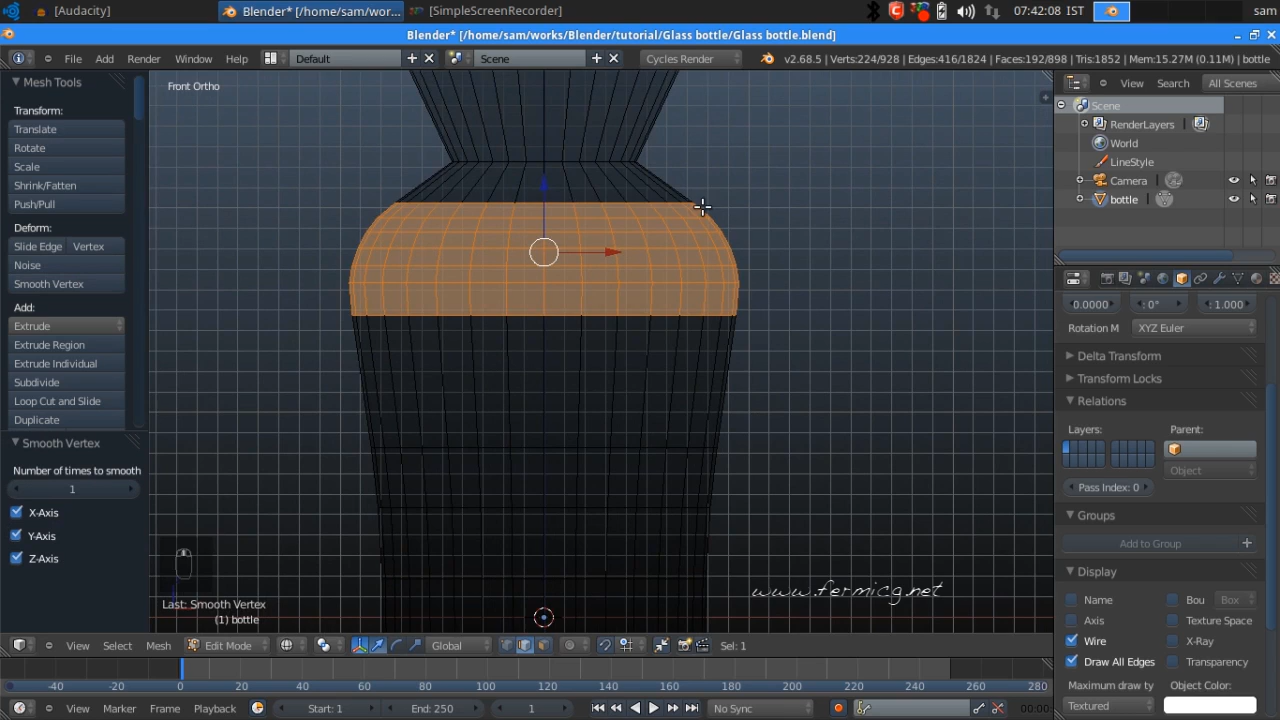 [Audacity]
Blender* [/home/sam/wor...
[SimpleScreenRecorder]
07:42:08 IST
sam
Blender* [/home/sam/works/Blender/tutorial/Glass bottle/Glass bottle.blend]
File Add Render Window Help
Default
Scene
Cycles Render
v2.68.5 | Verts:224/898 | Edges:416/1824 | Faces:192/898 | Tris:1852 | Mem:15.27M (0.11M) | bottle
Mesh Tools
Transform:
Translate
Rotate
Scale
Shrink/Fatten
Push/Pull
Deform:
Slide Edge Vertex
Noise
Smooth Vertex
Add:
Extrude
Extrude Region
Extrude Individual
Subdivide
Loop Cut and Slide
Duplicate
Smooth Vertex
Number of times to smooth
1
X-Axis
Y-Axis
Z-Axis
Front Ortho
www.fermicg.net
Last: Smooth Vertex
(1) bottle
View Select Mesh
Edit Mode
Global
Sel: 1
View Search All Scenes
Scene
RenderLayers
World
LineStyle
Camera
bottle
0.0000 : 0° : 1.000
Rotation M XYZ Euler
Delta Transform
Transform Locks
Relations
Layers: Parent:
Object
Pass Index: 0
Groups
Add to Group
Display
Name Bou Box
Axis Texture Space
Wire X-Ray
Draw All Edges Transparency
Maximum draw ty Object Color:
Textured
-40 -20 0 20 40 60 80 100 120 140 160 180 200 220 240 260 280
View Marker Frame Playback
Start: 1
End: 250
1
No Sync
00:00